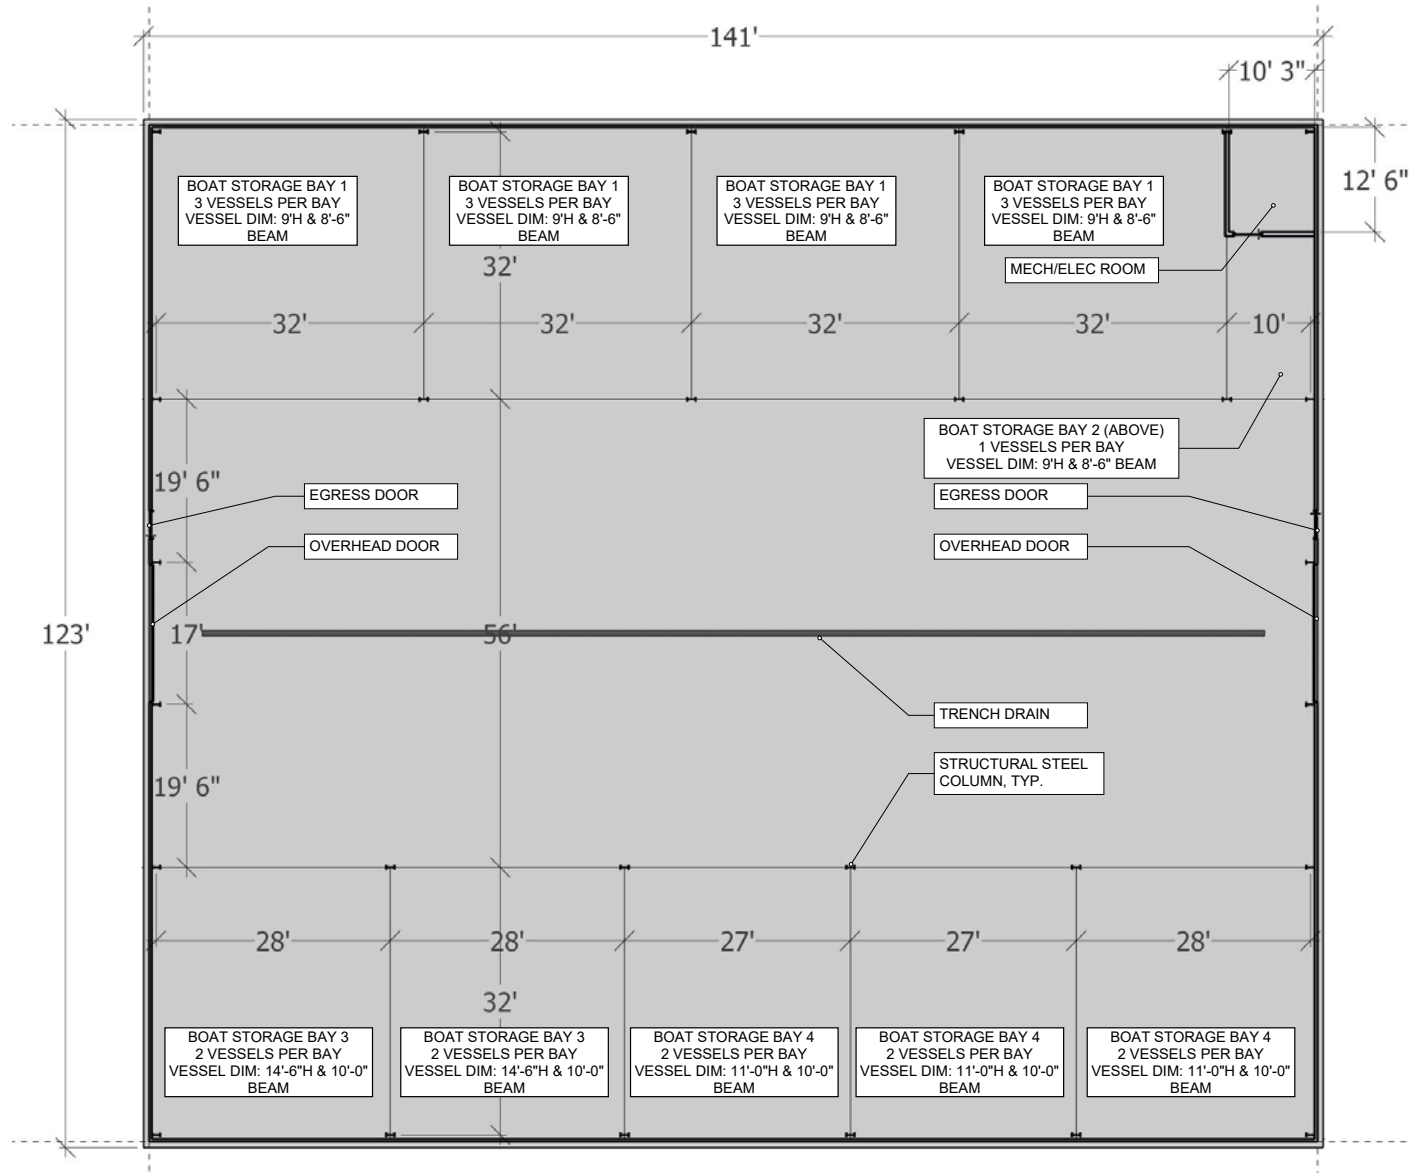 141'
10' 3"
12' 6"
BOAT STORAGE BAY 1
3 VESSELS PER BAY
VESSEL DIM: 9'H & 8'-6"
BEAM
BOAT STORAGE BAY 1
3 VESSELS PER BAY
VESSEL DIM: 9'H & 8'-6"
BEAM
BOAT STORAGE BAY 1
3 VESSELS PER BAY
VESSEL DIM: 9'H & 8'-6"
BEAM
BOAT STORAGE BAY 1
3 VESSELS PER BAY
VESSEL DIM: 9'H & 8'-6"
BEAM
32'
MECH/ELEC ROOM
32'
32'
32'
32'
10'
BOAT STORAGE BAY 2 (ABOVE)
1 VESSELS PER BAY
VESSEL DIM: 9'H & 8'-6" BEAM
19' 6"
EGRESS DOOR
EGRESS DOOR
OVERHEAD DOOR
OVERHEAD DOOR
123'
17'
56'
TRENCH DRAIN
STRUCTURAL STEEL
COLUMN, TYP.
19' 6"
28'
28'
27'
27'
28'
32'
BOAT STORAGE BAY 3
2 VESSELS PER BAY
VESSEL DIM: 14'-6"H & 10'-0"
BEAM
BOAT STORAGE BAY 3
2 VESSELS PER BAY
VESSEL DIM: 14'-6"H & 10'-0"
BEAM
BOAT STORAGE BAY 4
2 VESSELS PER BAY
VESSEL DIM: 11'-0"H & 10'-0"
BEAM
BOAT STORAGE BAY 4
2 VESSELS PER BAY
VESSEL DIM: 11'-0"H & 10'-0"
BEAM
BOAT STORAGE BAY 4
2 VESSELS PER BAY
VESSEL DIM: 11'-0"H & 10'-0"
BEAM